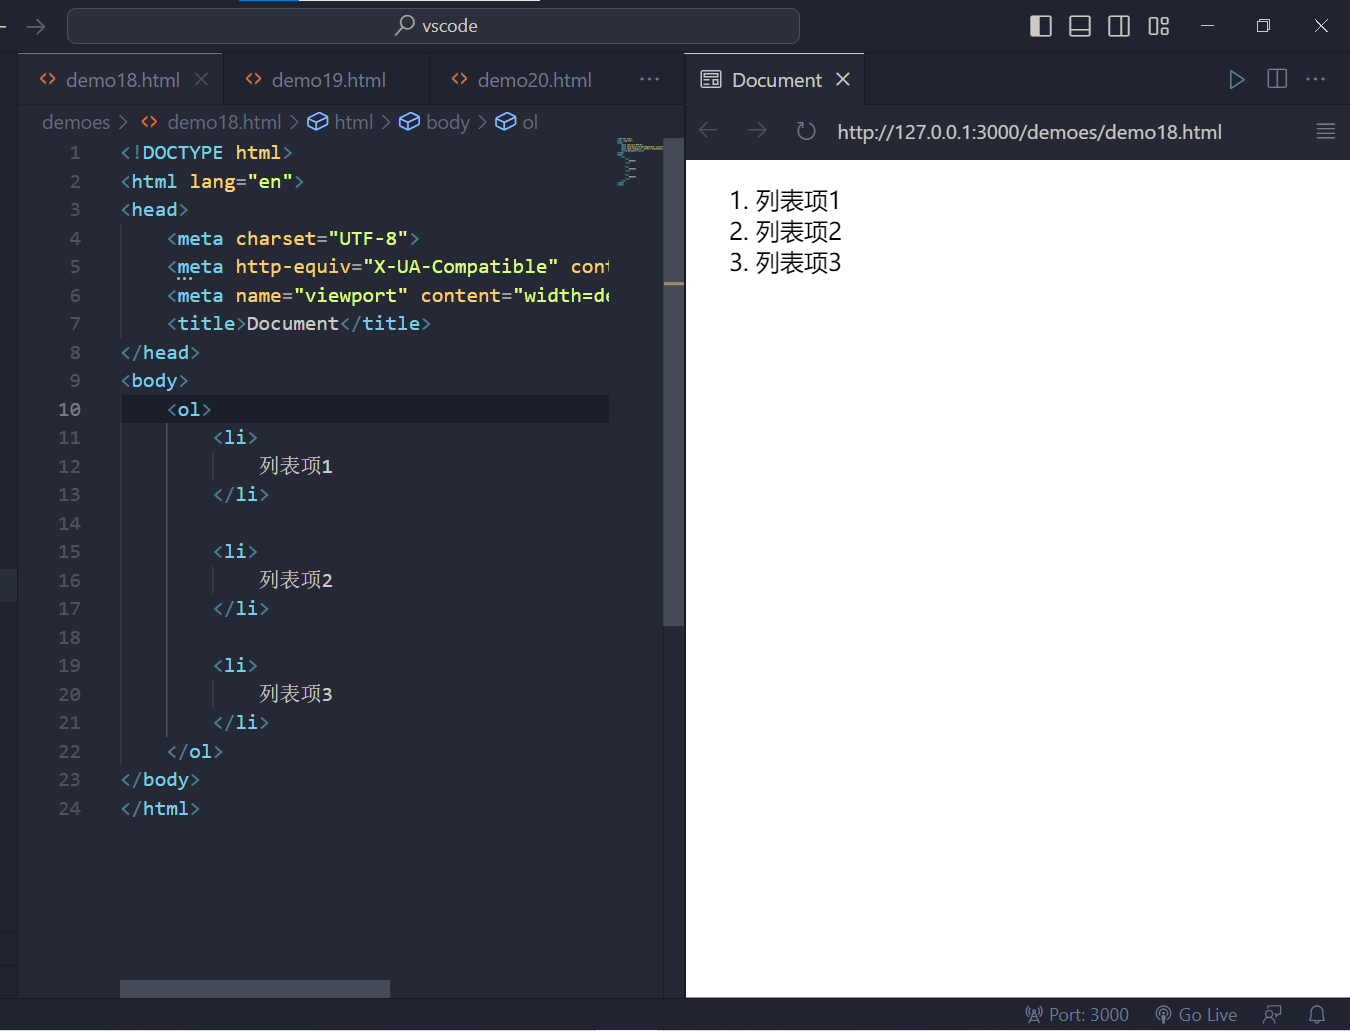 vscode
demo18.html
demo19.html
demo20.html
Document
demoes > demo18.html > html > body > ol
http://127.0.0.1:3000/demoes/demo18.html
1 <!DOCTYPE html>
2 <html lang="en">
3 <head>
4 <meta charset="UTF-8">
5 <meta http-equiv="X-UA-Compatible" cont
6 <meta name="viewport" content="width=de
7 <title>Document</title>
8 </head>
9 <body>
10 <ol>
11 <li>
12 列表项1
13 </li>
14
15 <li>
16 列表项2
17 </li>
18
19 <li>
20 列表项3
21 </li>
22 </ol>
23 </body>
24 </html>
1. 列表项1
2. 列表项2
3. 列表项3
Port: 3000
Go Live